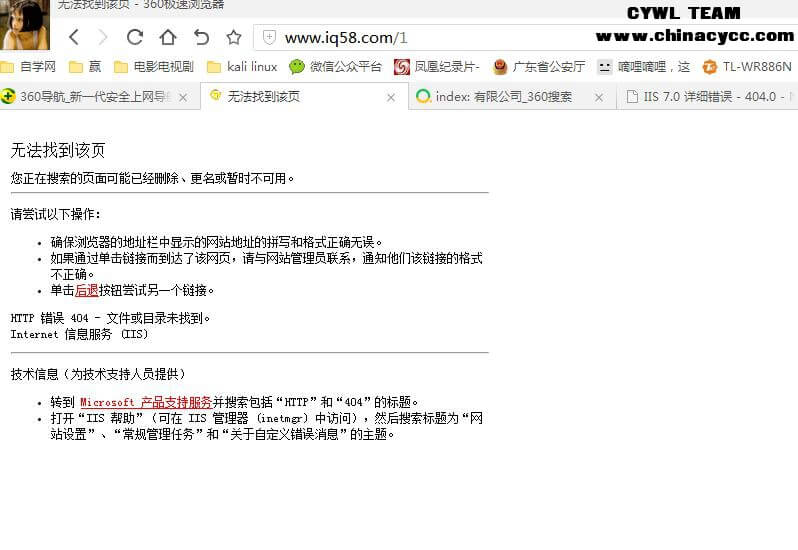 无法找到该页 - 360极速浏览器
CYWL TEAM
www.chinacycc.com
www.iq58.com/1
自学网 赢 电影电视剧 kali linux 微信公众平台 凤凰纪录片- 广东省公安厅 嘀哩嘀哩，这 TL-WR886N
360导航_新一代安全上网导 无法找到该页 index: 有限公司_360搜索 IIS 7.0 详细错误 - 404.0 - N
无法找到该页
您正在搜索的页面可能已经删除、更名或暂时不可用。
请尝试以下操作：
确保浏览器的地址栏中显示的网站地址的拼写和格式正确无误。
如果通过单击链接而到达了该网页，请与网站管理员联系，通知他们该链接的格式
不正确。
单击后退按钮尝试另一个链接。
HTTP 错误 404 - 文件或目录未找到。
Internet 信息服务 (IIS)
技术信息（为技术支持人员提供）
转到 Microsoft 产品支持服务并搜索包括“HTTP”和“404”的标题。
打开“IIS 帮助”（可在 IIS 管理器 (inetmgr) 中访问），然后搜索标题为“网
站设置”、“常规管理任务”和“关于自定义错误消息”的主题。